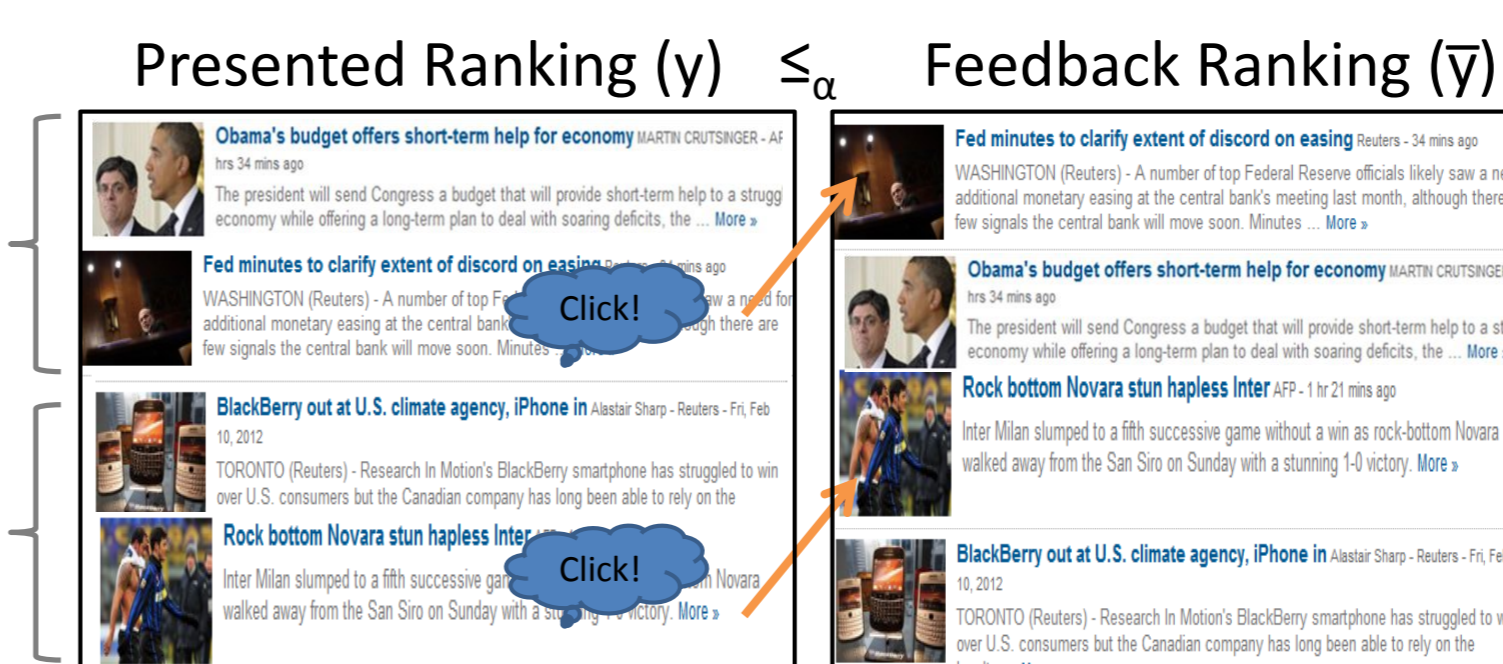 Presented Ranking (y) ≤α Feedback Ranking (y̅)
Obama's budget offers short-term help for economy MARTIN CRUTSINGER - AP
hrs 34 mins ago
The president will send Congress a budget that will provide short-term help to a strugg
economy while offering a long-term plan to deal with soaring deficits, the ... More »
Fed minutes to clarify extent of discord on easing mins ago
WASHINGTON (Reuters) - A number of top aw a need for
additional monetary easing at the central bank there are
few signals the central bank will move soon. Minutes
Click!
BlackBerry out at U.S. climate agency, iPhone in Alastair Sharp - Reuters - Fri, Feb
10, 2012
TORONTO (Reuters) - Research In Motion's BlackBerry smartphone has struggled to win
over U.S. consumers but the Canadian company has long been able to rely on the
Rock bottom Novara stun hapless Inter
Inter Milan slumped to a fifth successive Novara
walked away from the San Siro on Sunday with a victory. More »
Click!
Fed minutes to clarify extent of discord on easing Reuters - 34 mins ago
WASHINGTON (Reuters) - A number of top Federal Reserve officials likely saw a ne
additional monetary easing at the central bank's meeting last month, although there
few signals the central bank will move soon. Minutes ... More »
Obama's budget offers short-term help for economy MARTIN CRUTSINGE
hrs 34 mins ago
The president will send Congress a budget that will provide short-term help to a st
economy while offering a long-term plan to deal with soaring deficits, the ... More
Rock bottom Novara stun hapless Inter AFP - 1 hr 21 mins ago
Inter Milan slumped to a fifth successive game without a win as rock-bottom Novara
walked away from the San Siro on Sunday with a stunning 1-0 victory. More »
BlackBerry out at U.S. climate agency, iPhone in Alastair Sharp - Reuters - Fri, Fe
10, 2012
TORONTO (Reuters) - Research In Motion's BlackBerry smartphone has struggled to w
over U.S. consumers but the Canadian company has long been able to rely on the